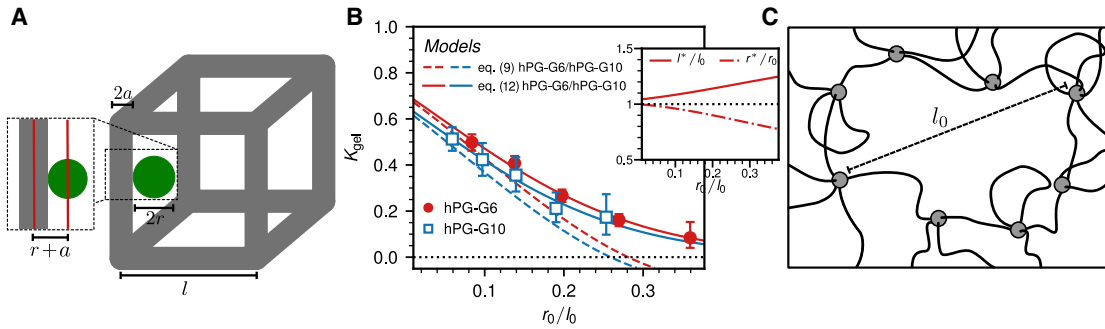 A
2a
2r
r + a
l
B
K_gel
1.0
0.8
0.6
0.4
0.2
0.0
Models
eq. (9) hPG-G6/hPG-G10
eq. (12) hPG-G6/hPG-G10
hPG-G6
hPG-G10
0.1
0.2
0.3
r_0/l_0
1.5
1
0.5
l*/l_0
r*/r_0
0.1
0.2
0.3
r_0/l_0
C
l_0